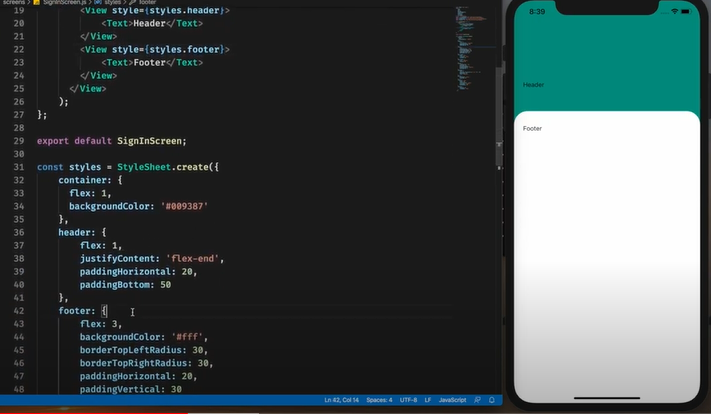 screens > SignInScreen.js > styles > footer
19 <View style={styles.header}>
20 <Text>Header</Text>
21 </View>
22 <View style={styles.footer}>
23 <Text>Footer</Text>
24 </View>
25 </View>
26 );
27 };
28
29 export default SignInScreen;
30
31 const styles = StyleSheet.create({
32 container: {
33 flex: 1,
34 backgroundColor: '#009387'
35 },
36 header: {
37 flex: 1,
38 justifyContent: 'flex-end',
39 paddingHorizontal: 20,
40 paddingBottom: 50
41 },
42 footer: {
43 flex: 3,
44 backgroundColor: '#fff',
45 borderTopLeftRadius: 30,
46 borderTopRightRadius: 30,
47 paddingHorizontal: 20,
48 paddingVertical: 30
Ln 42, Col 14 Spaces: 4 UTF-8 LF JavaScript
8:39
Header
Footer